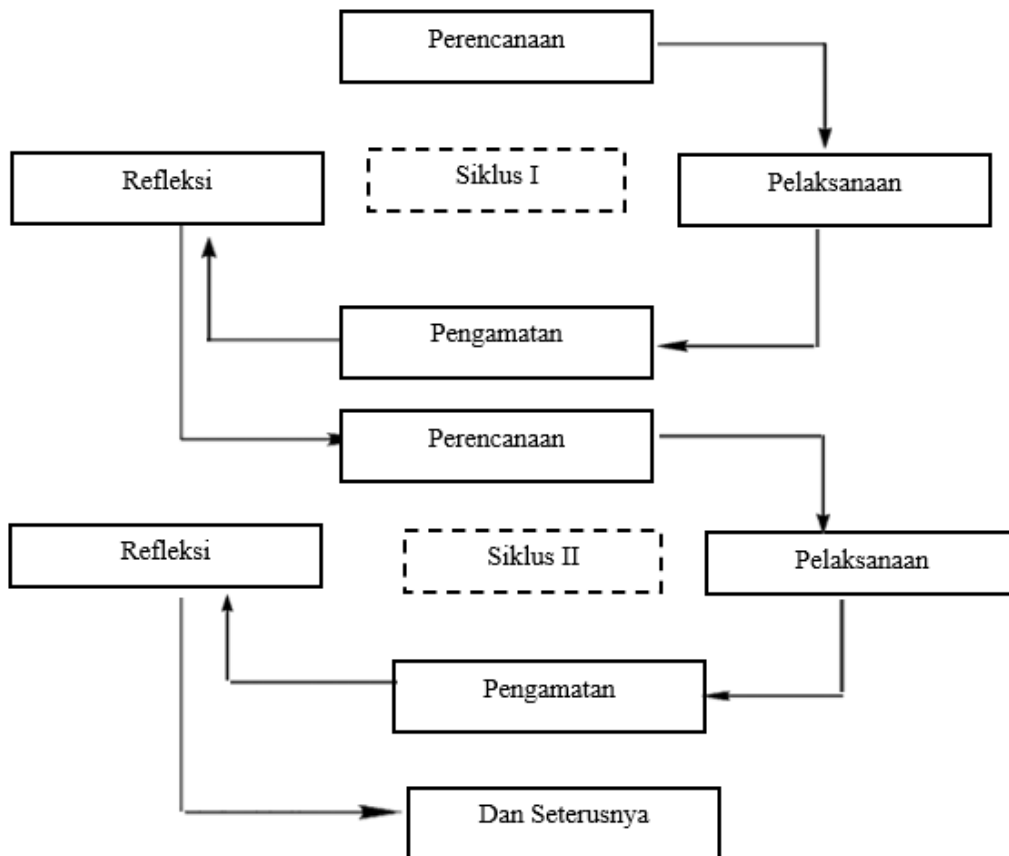 Perencanaan
Refleksi
Siklus I
Pelaksanaan
Pengamatan
Perencanaan
Refleksi
Siklus II
Pelaksanaan
Pengamatan
Dan Seterusnya